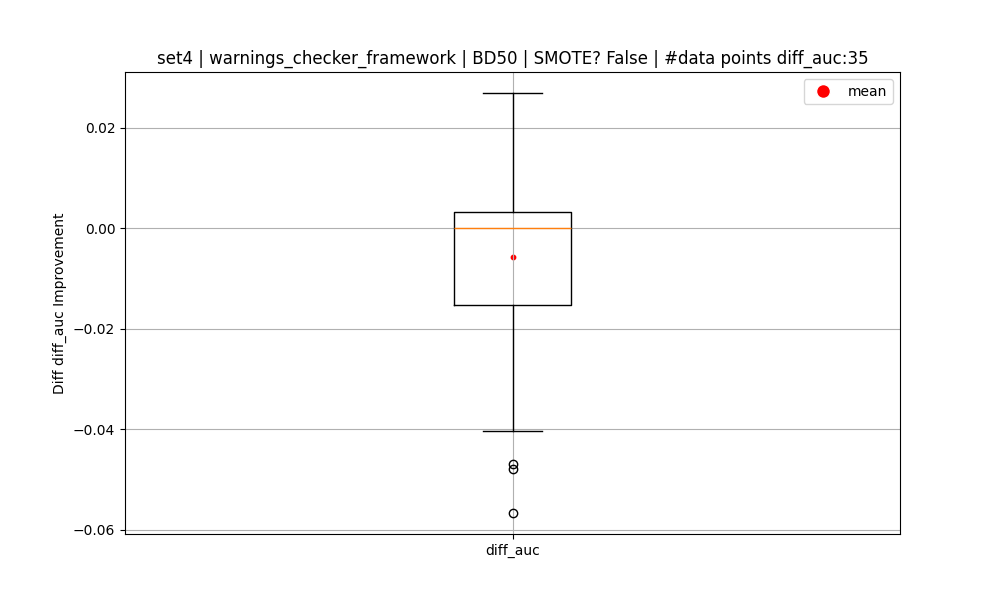 set4 | warnings_checker_framework | BD50 | SMOTE? False | #data points diff_auc:35
mean
0.02
0.00
−0.02
−0.04
−0.06
Diff diff_auc Improvement
diff_auc